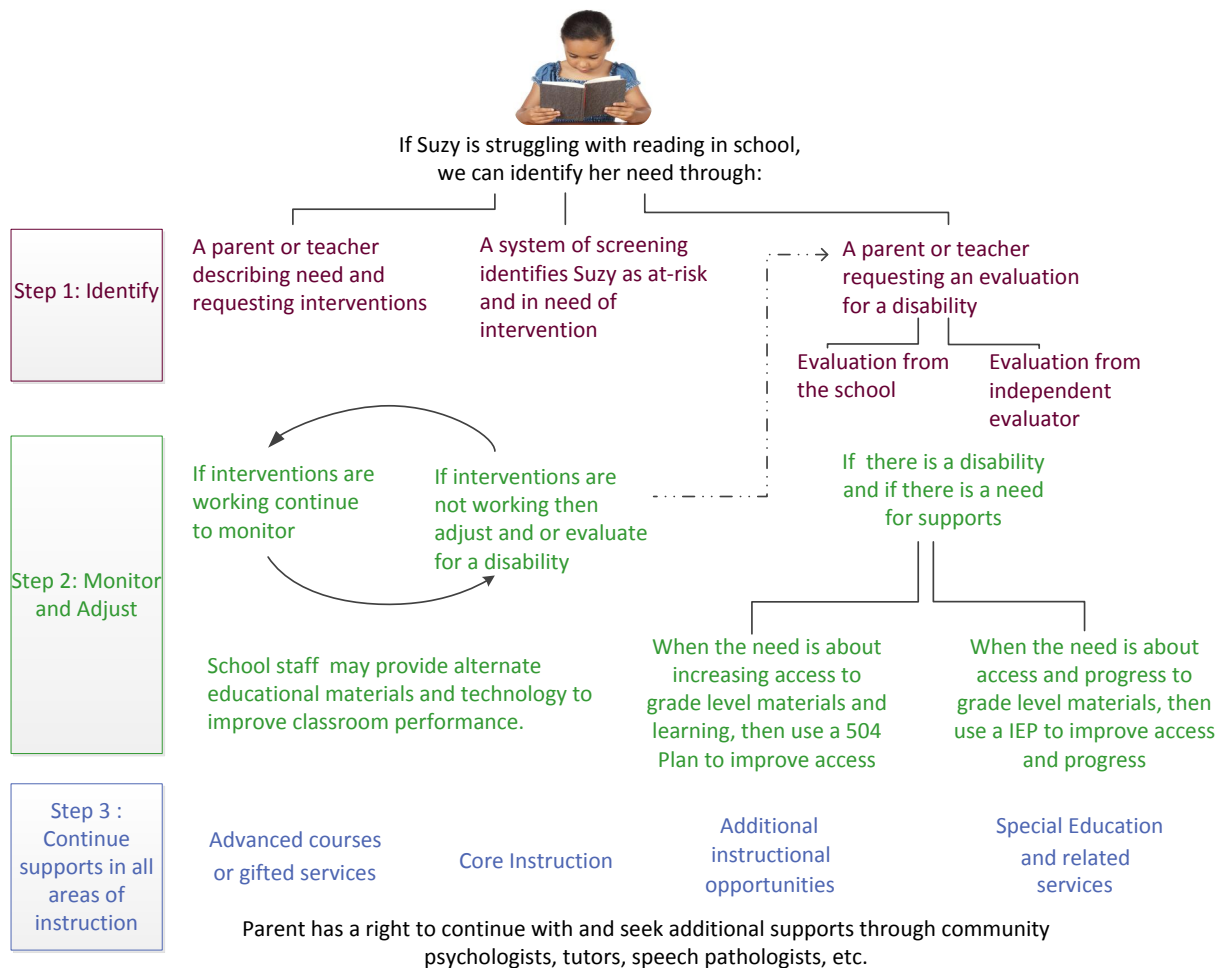 If Suzy is struggling with reading in school,
we can identify her need through:
Step 1: Identify
A parent or teacher
describing need and
requesting interventions
A system of screening
identifies Suzy as at-risk
and in need of
intervention
A parent or teacher
requesting an evaluation
for a disability
Evaluation from
the school
Evaluation from
independent
evaluator
Step 2: Monitor
and Adjust
If interventions are
working continue
to monitor
If interventions are
not working then
adjust and or evaluate
for a disability
If there is a disability
and if there is a need
for supports
School staff may provide alternate
educational materials and technology to
improve classroom performance.
When the need is about
increasing access to
grade level materials and
learning, then use a 504
Plan to improve access
When the need is about
access and progress to
grade level materials, then
use a IEP to improve access
and progress
Step 3 :
Continue
supports in all
areas of
instruction
Advanced courses
or gifted services
Core Instruction
Additional
instructional
opportunities
Special Education
and related
services
Parent has a right to continue with and seek additional supports through community
psychologists, tutors, speech pathologists, etc.